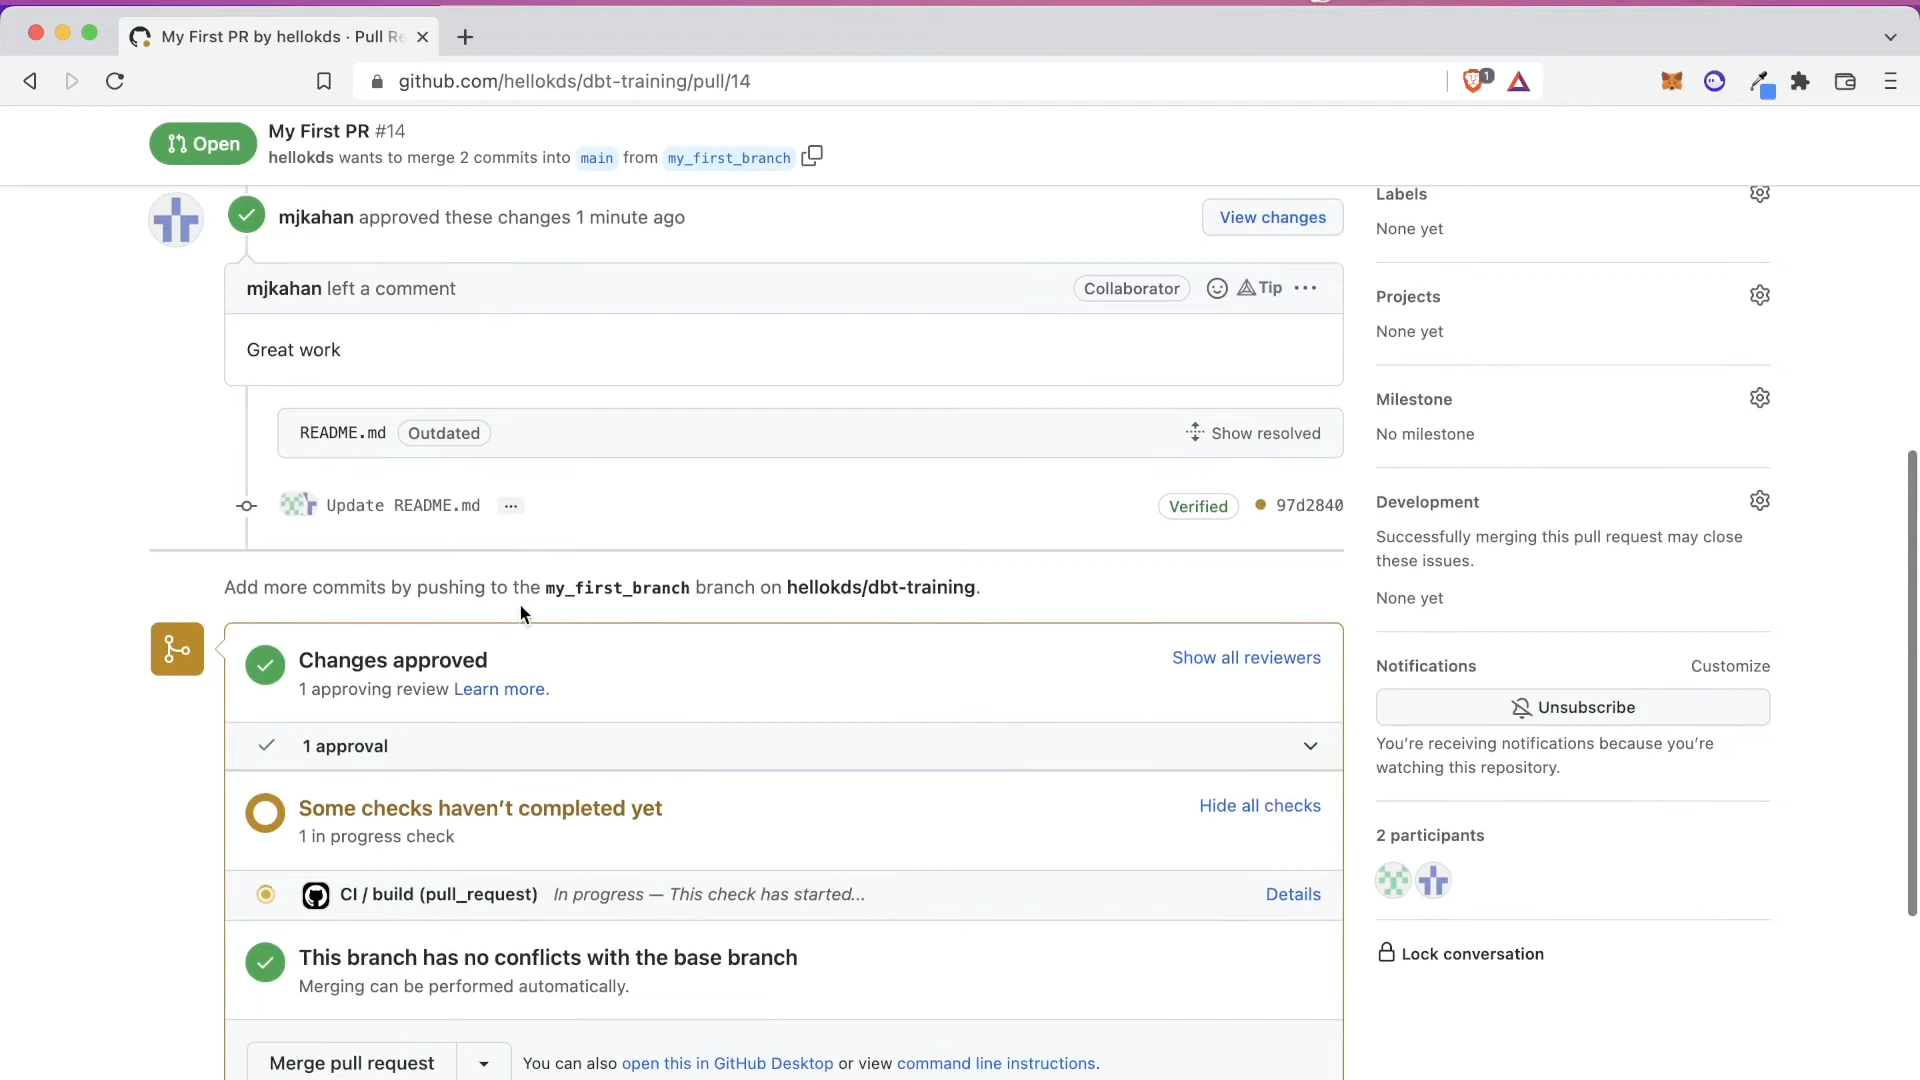 My First PR by hellokds · Pull Re
github.com/hellokds/dbt-training/pull/14
1
Open
My First PR #14
hellokds wants to merge 2 commits into main from my_first_branch
mjkahan approved these changes 1 minute ago
View changes
mjkahan left a comment
Collaborator
Tip
Great work
README.md
Outdated
Show resolved
Update README.md
Verified
97d2840
Add more commits by pushing to the my_first_branch branch on hellokds/dbt-training.
Changes approved
Show all reviewers
1 approving review Learn more.
1 approval
Some checks haven't completed yet
Hide all checks
1 in progress check
CI / build (pull_request) In progress — This check has started...
Details
This branch has no conflicts with the base branch
Merging can be performed automatically.
Merge pull request
You can also open this in GitHub Desktop or view command line instructions.
Labels
None yet
Projects
None yet
Milestone
No milestone
Development
Successfully merging this pull request may close
these issues.
None yet
Notifications
Customize
Unsubscribe
You're receiving notifications because you're
watching this repository.
2 participants
Lock conversation